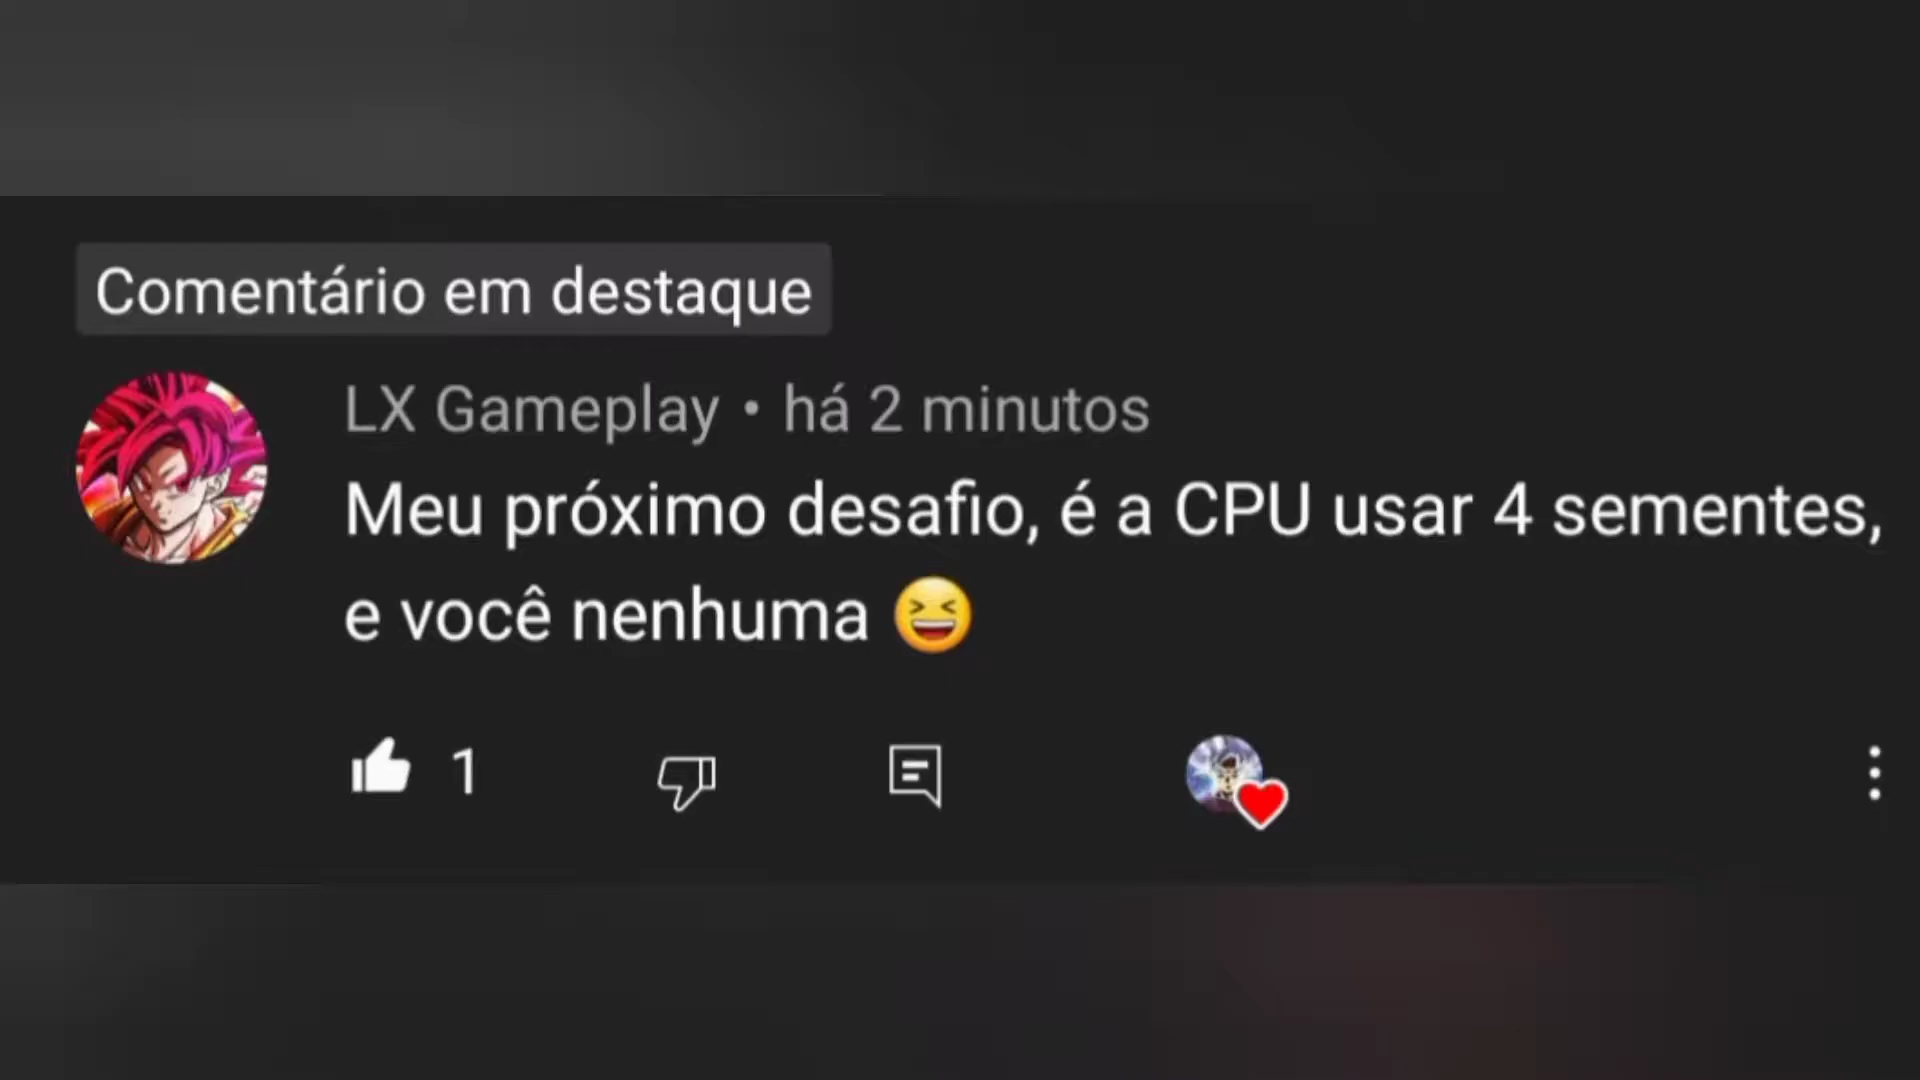 Comentário em destaque
LX Gameplay • há 2 minutos
Meu próximo desafio, é a CPU usar 4 sementes,
e você nenhuma 😆
1